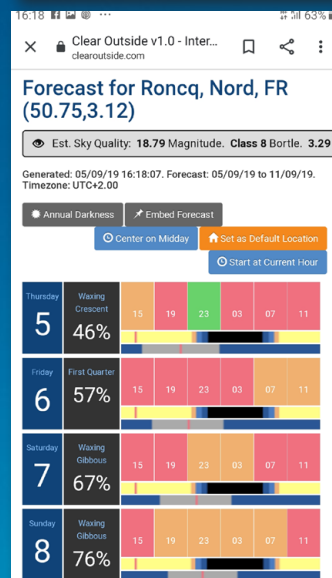 16:18
63%
Clear Outside v1.0 - Inter...
clearoutside.com
Forecast for Roncq, Nord, FR
(50.75,3.12)
Est. Sky Quality: 18.79 Magnitude. Class 8 Bortle. 3.29
Generated: 05/09/19 16:18:07. Forecast: 05/09/19 to 11/09/19.
Timezone: UTC+2.00
Annual Darkness
Embed Forecast
Center on Midday
Set as Default Location
Start at Current Hour
Thursday
5
Waxing
Crescent
46%
15 19 23 03 07 11
Friday
6
First Quarter
57%
15 19 23 03 07 11
Saturday
7
Waxing
Gibbous
67%
15 19 23 03 07 11
Sunday
8
Waxing
Gibbous
76%
15 19 23 03 07 11